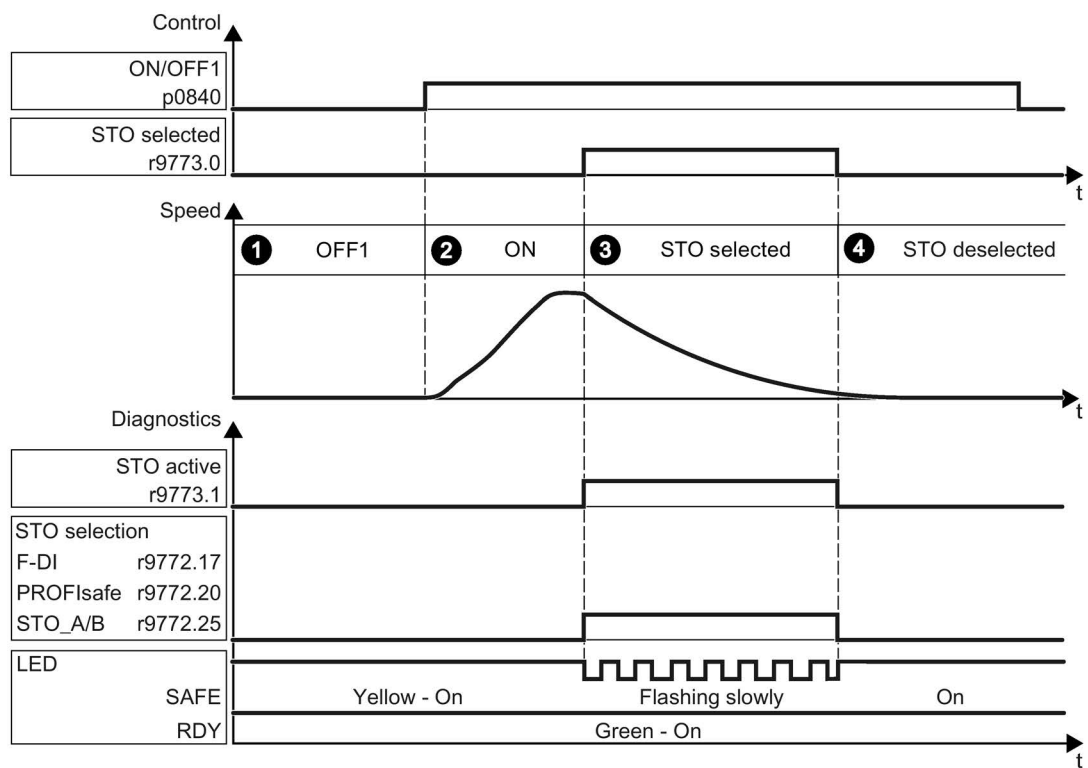 Control
ON/OFF1
p0840
STO selected
r9773.0
t
Speed
1 OFF1 2 ON 3 STO selected 4 STO deselected
t
Diagnostics
STO active
r9773.1
STO selection
F-DI r9772.17
PROFIsafe r9772.20
STO_A/B r9772.25
LED
SAFE Yellow - On Flashing slowly On
RDY Green - On
t